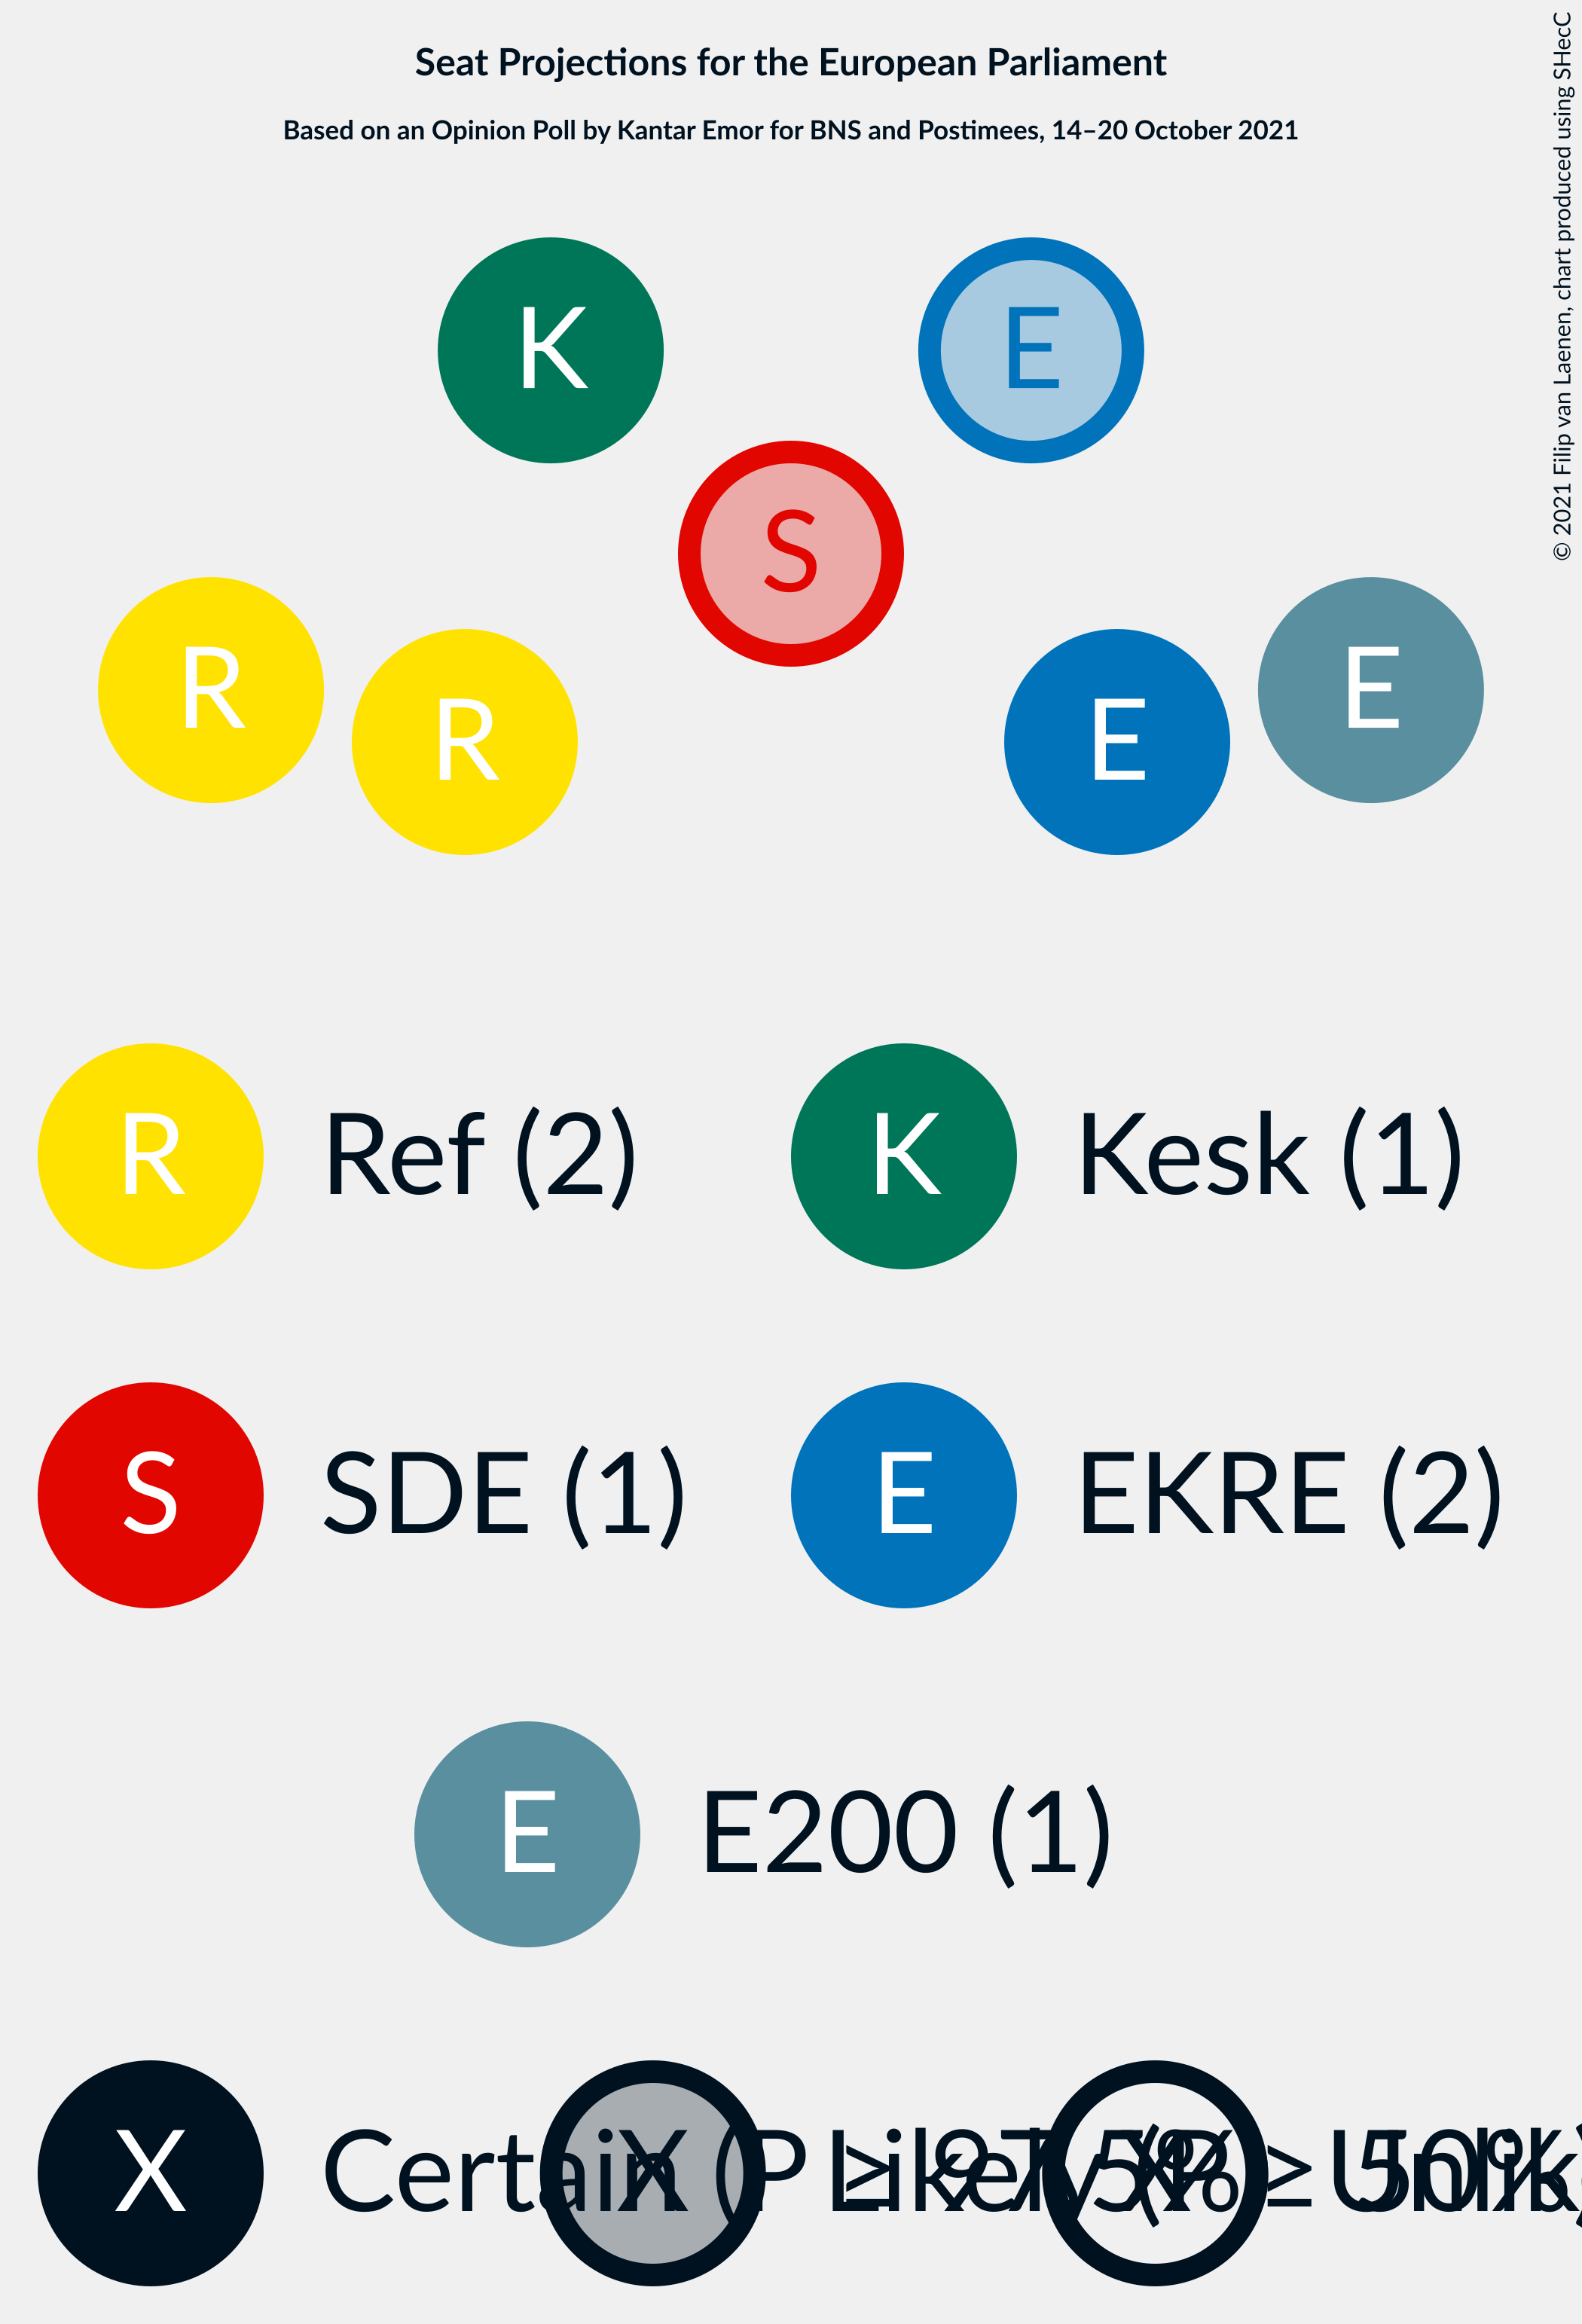 Seat Projections for the European Parliament
Based on an Opinion Poll by Kantar Emor for BNS and Postimees, 14–20 October 2021
© 2021 Filip van Laenen, chart produced using SHecC
K
E
S
R
R
E
E
R Ref (2)
K Kesk (1)
S SDE (1)
E EKRE (2)
E E200 (1)
X Certain (P ≥
X Likely (
X